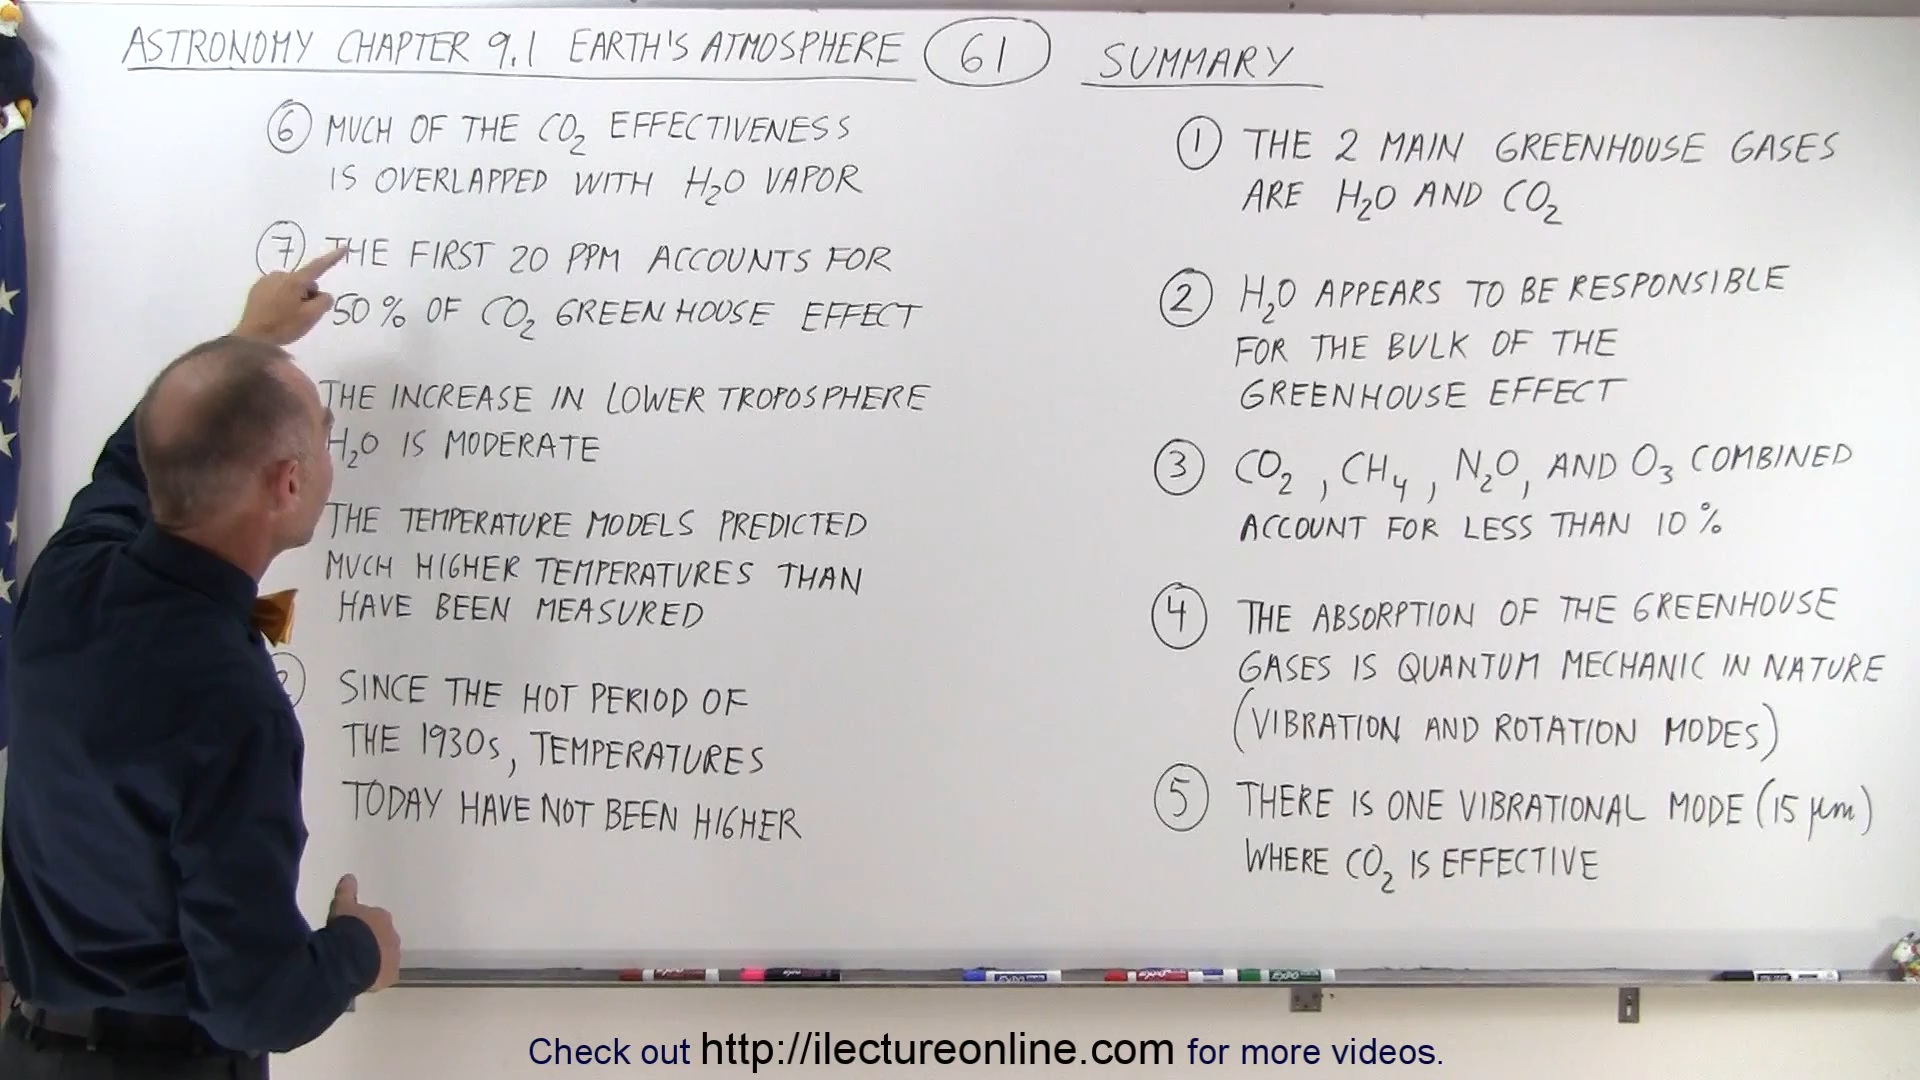 ASTRONOMY CHAPTER 9.1 EARTH'S ATMOSPHERE 61 SUMMARY
⑥ MUCH OF THE CO₂ EFFECTIVENESS
IS OVERLAPPED WITH H₂O VAPOR
⑦ THE FIRST 20 PPM ACCOUNTS FOR
50% OF CO₂ GREENHOUSE EFFECT
THE INCREASE IN LOWER TROPOSPHERE
H₂O IS MODERATE
THE TEMPERATURE MODELS PREDICTED
MUCH HIGHER TEMPERATURES THAN
HAVE BEEN MEASURED
SINCE THE HOT PERIOD OF
THE 1930s, TEMPERATURES
TODAY HAVE NOT BEEN HIGHER
① THE 2 MAIN GREENHOUSE GASES
ARE H₂O AND CO₂
② H₂O APPEARS TO BE RESPONSIBLE
FOR THE BULK OF THE
GREENHOUSE EFFECT
③ CO₂, CH₄, N₂O, AND O₃ COMBINED
ACCOUNT FOR LESS THAN 10%
④ THE ABSORPTION OF THE GREENHOUSE
GASES IS QUANTUM MECHANIC IN NATURE
(VIBRATION AND ROTATION MODES)
⑤ THERE IS ONE VIBRATIONAL MODE (15 μm)
WHERE CO₂ IS EFFECTIVE
Check out http://ilectureonline.com for more videos.